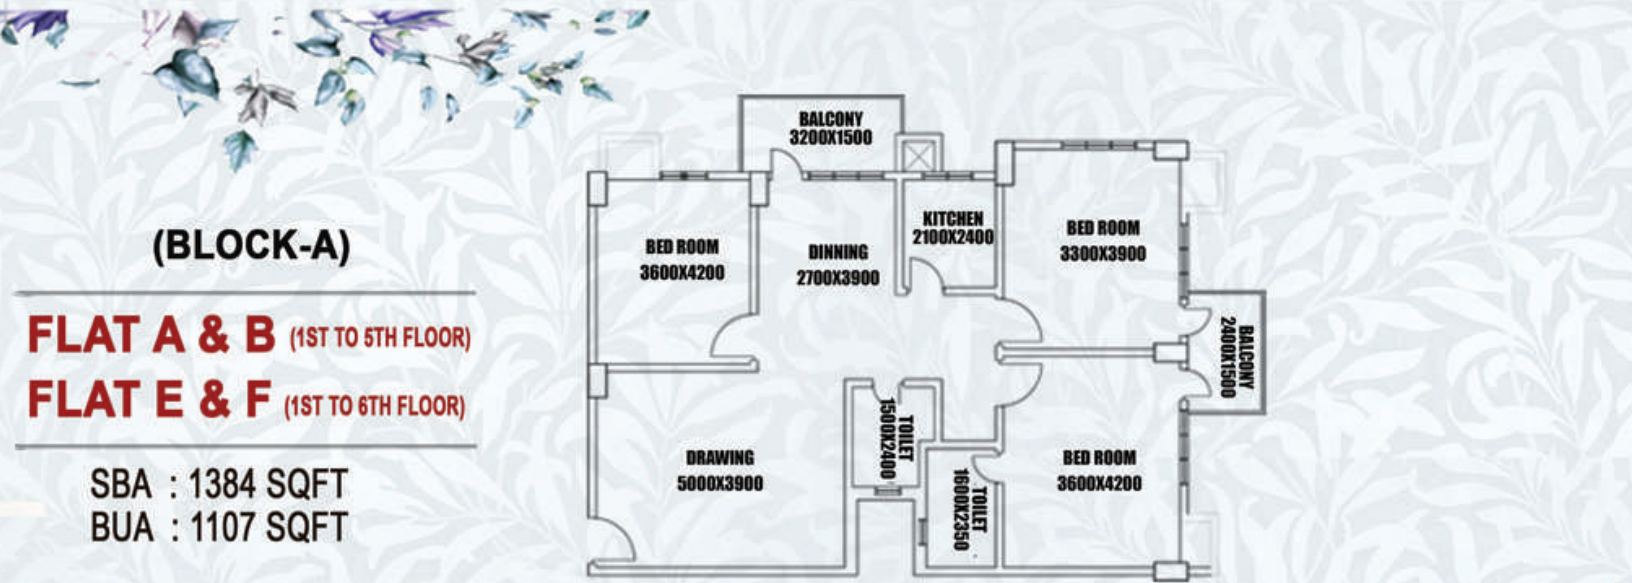 (BLOCK-A)
FLAT A & B (1ST TO 5TH FLOOR)
FLAT E & F (1ST TO 6TH FLOOR)
SBA : 1384 SQFT
BUA : 1107 SQFT
BALCONY
3200X1500
BED ROOM
3600X4200
DINNING
2700X3900
KITCHEN
2100X2400
BED ROOM
3300X3900
BALCONY
2400X1500
DRAWING
5000X3900
TOILET
1500X2400
TOILET
1600X2350
BED ROOM
3600X4200